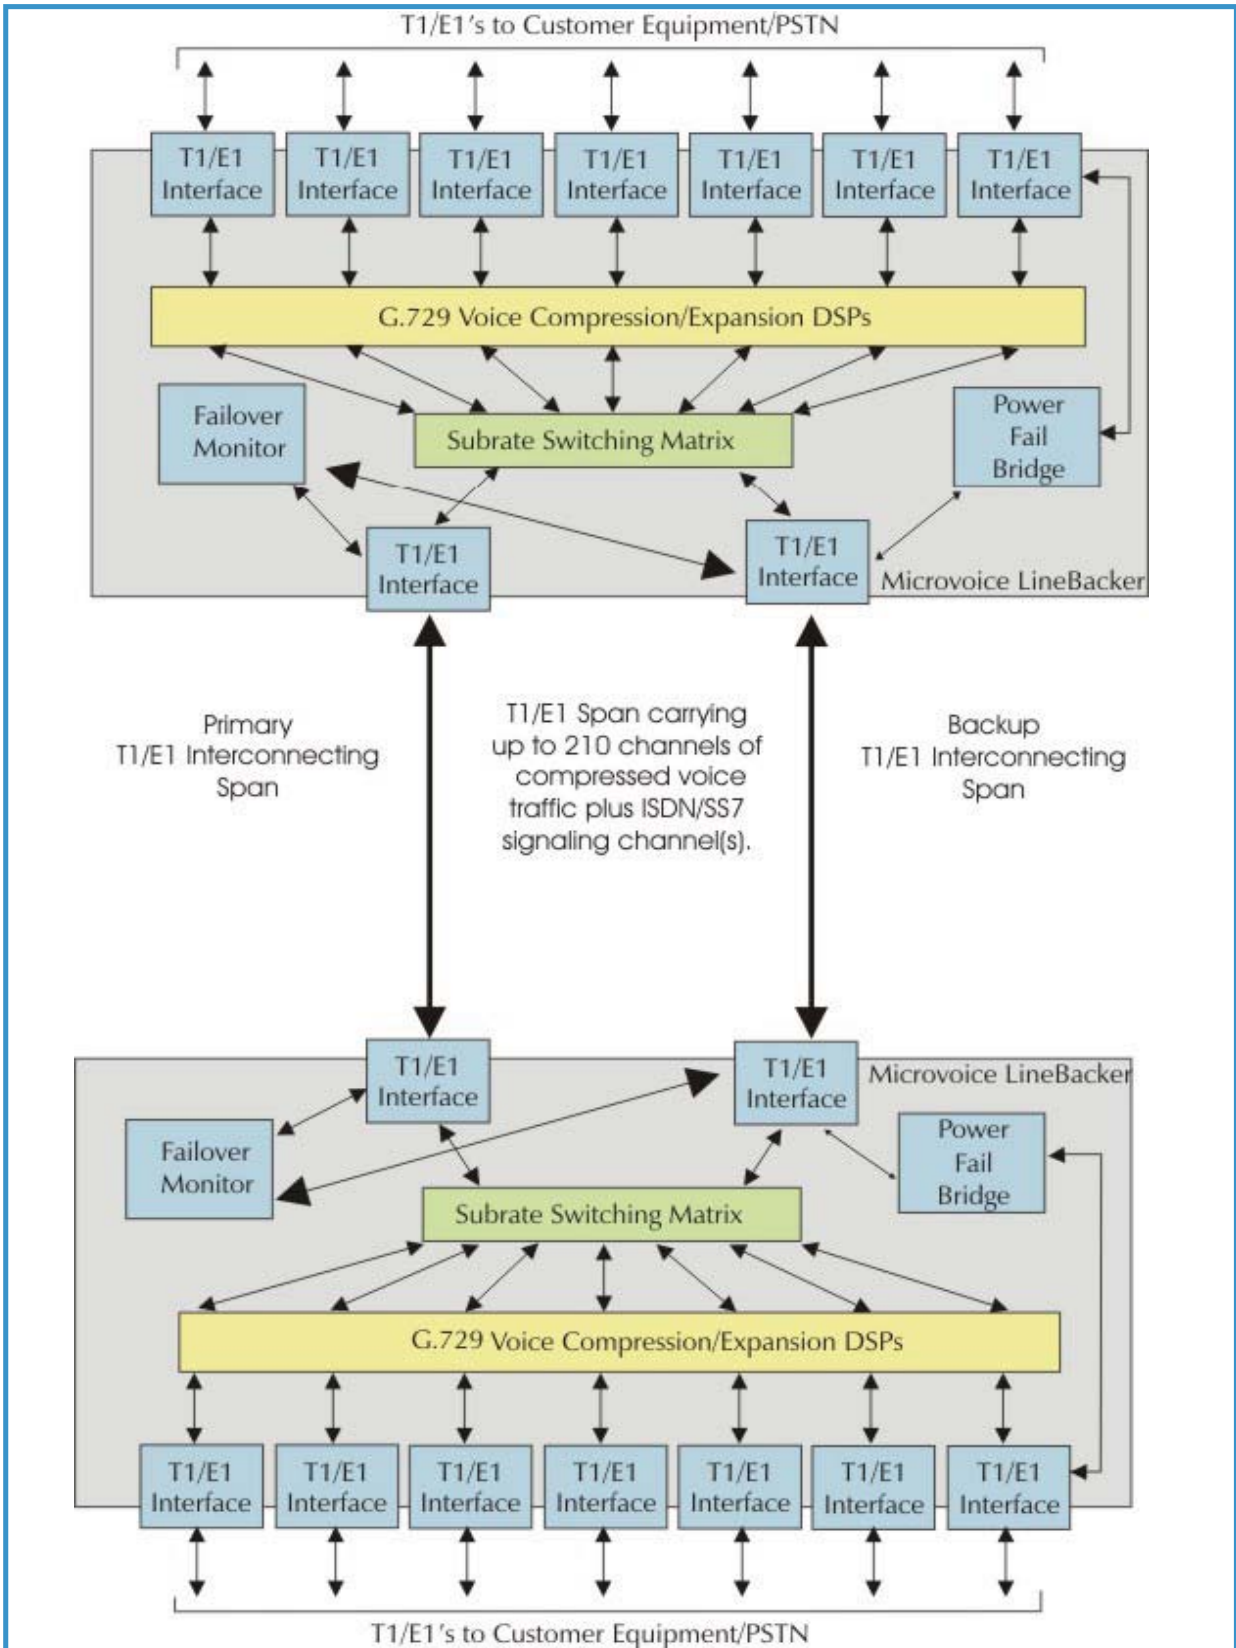 T1/E1's to Customer Equipment/PSTN
T1/E1 Interface
T1/E1 Interface
T1/E1 Interface
T1/E1 Interface
T1/E1 Interface
T1/E1 Interface
T1/E1 Interface
G.729 Voice Compression/Expansion DSPs
Failover
Monitor
Subrate Switching Matrix
Power
Fail
Bridge
T1/E1
Interface
T1/E1
Interface
Microvoice LineBacker
Primary
T1/E1 Interconnecting
Span
T1/E1 Span carrying
up to 210 channels of
compressed voice
traffic plus ISDN/SS7
signaling channel(s).
Backup
T1/E1 Interconnecting
Span
T1/E1
Interface
T1/E1
Interface
Microvoice LineBacker
Failover
Monitor
Power
Fail
Bridge
Subrate Switching Matrix
G.729 Voice Compression/Expansion DSPs
T1/E1 Interface
T1/E1 Interface
T1/E1 Interface
T1/E1 Interface
T1/E1 Interface
T1/E1 Interface
T1/E1 Interface
T1/E1's to Customer Equipment/PSTN